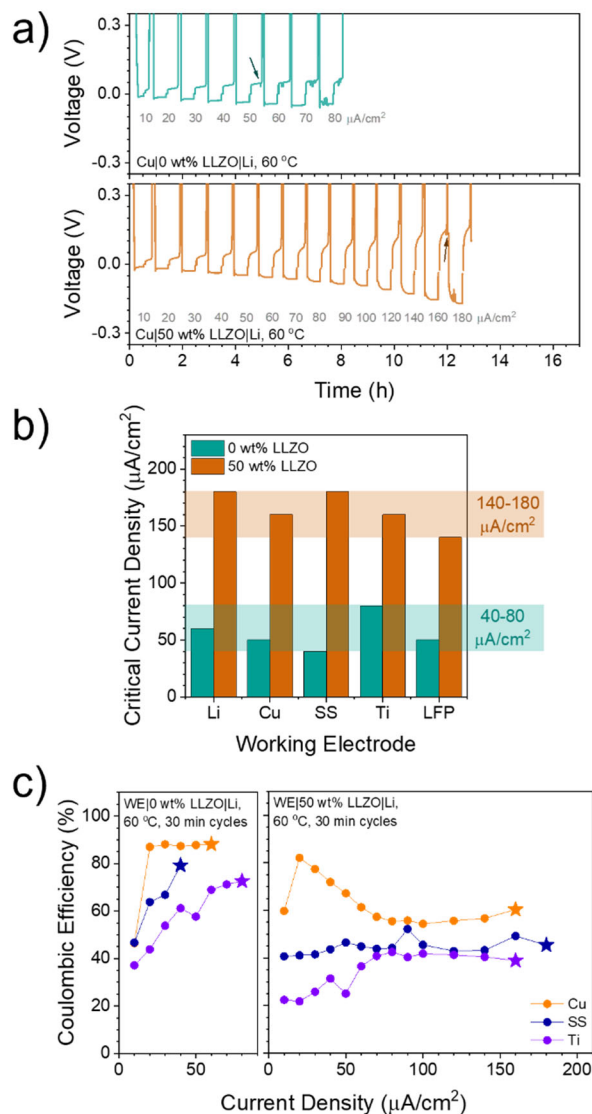 a)
Voltage (V)
0.3
0.0
-0.3
10 20 30 40 50 60 70 80 μA/cm²
Cu|0 wt% LLZO|Li, 60 °C
Voltage (V)
0.3
0.0
-0.3
10 20 30 40 50 60 70 80 90 100 120 140 160 180 μA/cm²
Cu|50 wt% LLZO|Li, 60 °C
0 2 4 6 8 10 12 14 16
Time (h)
b)
Critical Current Density (μA/cm²)
200
150
100
50
0
0 wt% LLZO
50 wt% LLZO
140-180
μA/cm²
40-80
μA/cm²
Li Cu SS Ti LFP
Working Electrode
c)
Coulombic Efficiency (%)
100
80
60
40
20
0
WE|0 wt% LLZO|Li,
60 °C, 30 min cycles
WE|50 wt% LLZO|Li,
60 °C, 30 min cycles
Cu
SS
Ti
0 50 0 50 100 150 200
Current Density (μA/cm²)